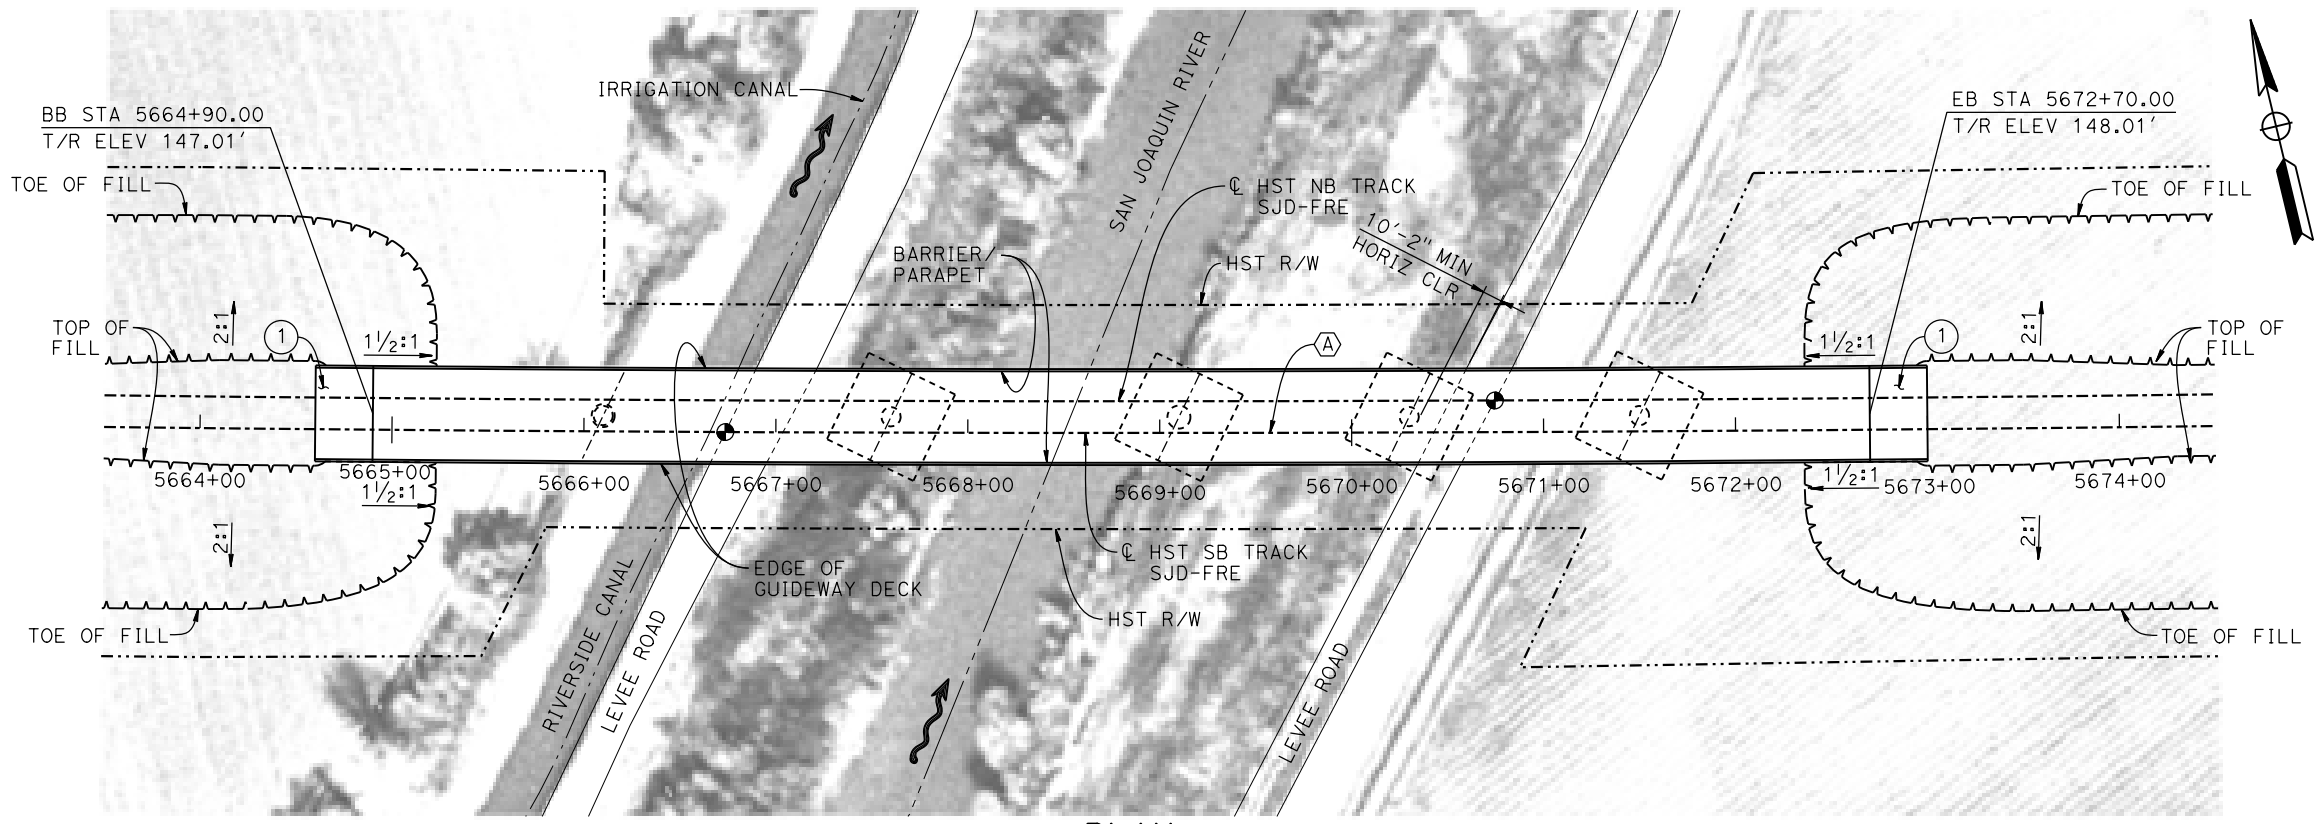 IRRIGATION CANAL
SAN JOAQUIN RIVER
BB STA 5664+90.00
T/R ELEV 147.01'
EB STA 5672+70.00
T/R ELEV 148.01'
TOE OF FILL
℄ HST NB TRACK
SJD-FRE
TOE OF FILL
10'-2" MIN
HORIZ CLR
BARRIER/
PARAPET
HST R/W
TOP OF
FILL
2:1
1
1½:1
A
1½:1
1
2:1
TOP OF
FILL
5664+00
5665+00
1½:1
5666+00
5667+00
5668+00
5669+00
5670+00
5671+00
5672+00
1½:1
5673+00
5674+00
2:1
2:1
EDGE OF
GUIDEWAY DECK
℄ HST SB TRACK
SJD-FRE
HST R/W
TOE OF FILL
RIVERSIDE CANAL
LEVEE ROAD
LEVEE ROAD
TOE OF FILL